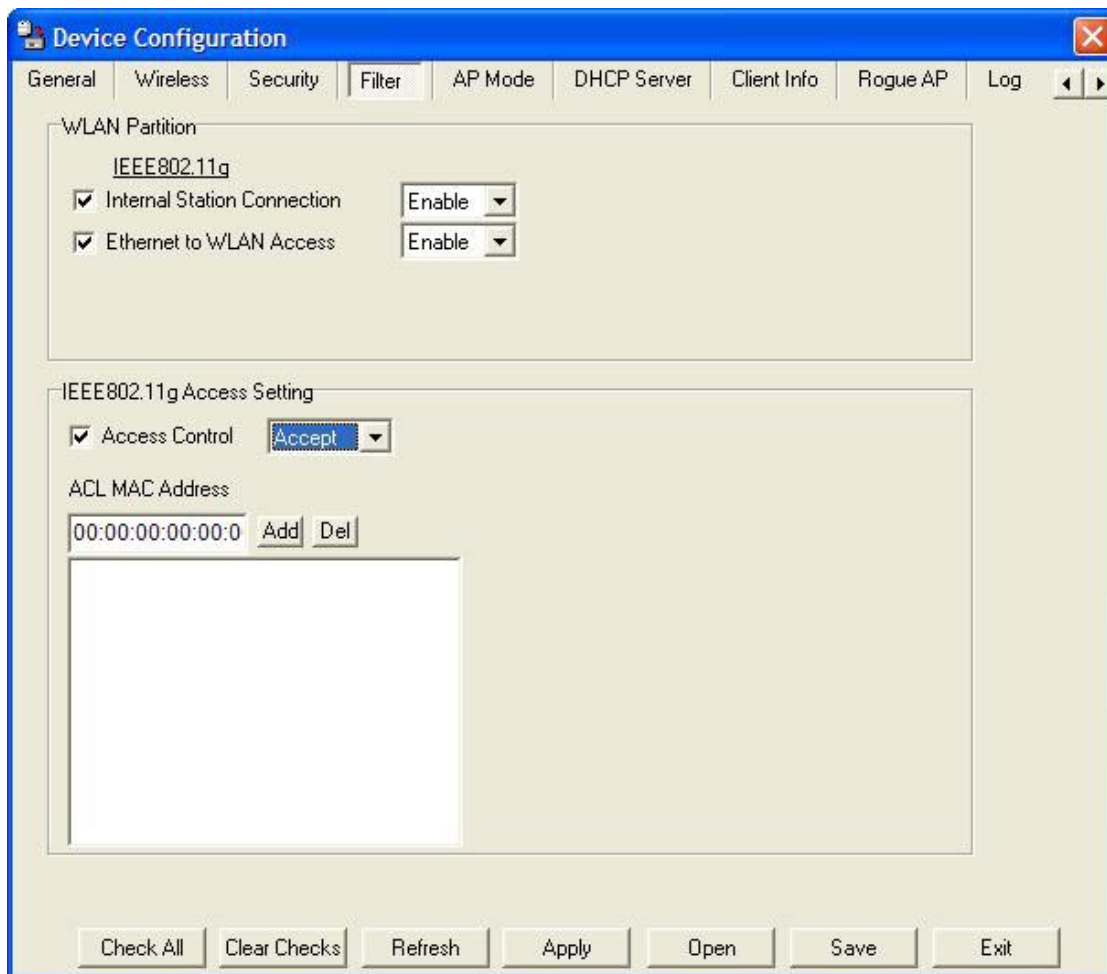 Device Configuration
General Wireless Security Filter AP Mode DHCP Server Client Info Rogue AP Log
WLAN Partition
IEEE802.11g
Internal Station Connection Enable
Ethernet to WLAN Access Enable
IEEE802.11g Access Setting
Access Control Accept
ACL MAC Address
00:00:00:00:00:0 Add Del
Check All Clear Checks Refresh Apply Open Save Exit